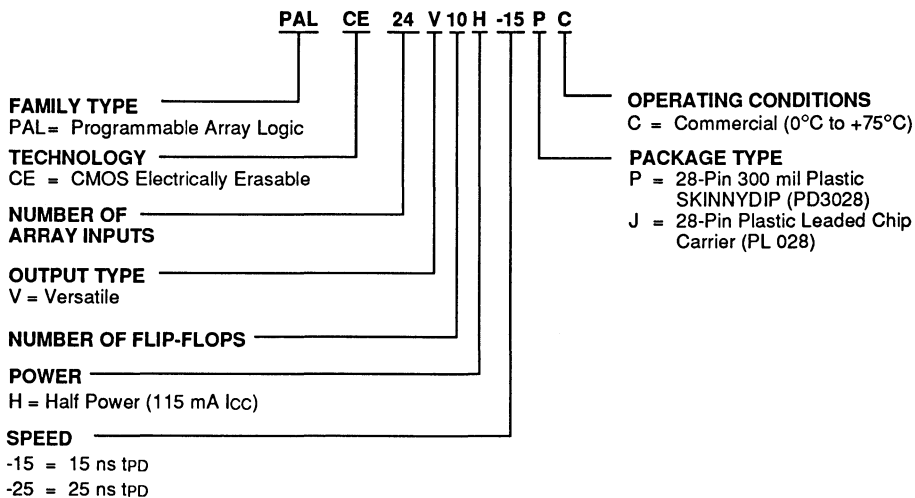 PAL CE 24 V 10 H -15 P C
FAMILY TYPE
PAL= Programmable Array Logic
TECHNOLOGY
CE = CMOS Electrically Erasable
NUMBER OF
ARRAY INPUTS
OUTPUT TYPE
V = Versatile
NUMBER OF FLIP-FLOPS
POWER
H = Half Power (115 mA ICC)
SPEED
-15 = 15 ns tPD
-25 = 25 ns tPD
OPERATING CONDITIONS
C = Commercial (0°C to +75°C)
PACKAGE TYPE
P = 28-Pin 300 mil Plastic
SKINNYDIP (PD3028)
J = 28-Pin Plastic Leaded Chip
Carrier (PL 028)